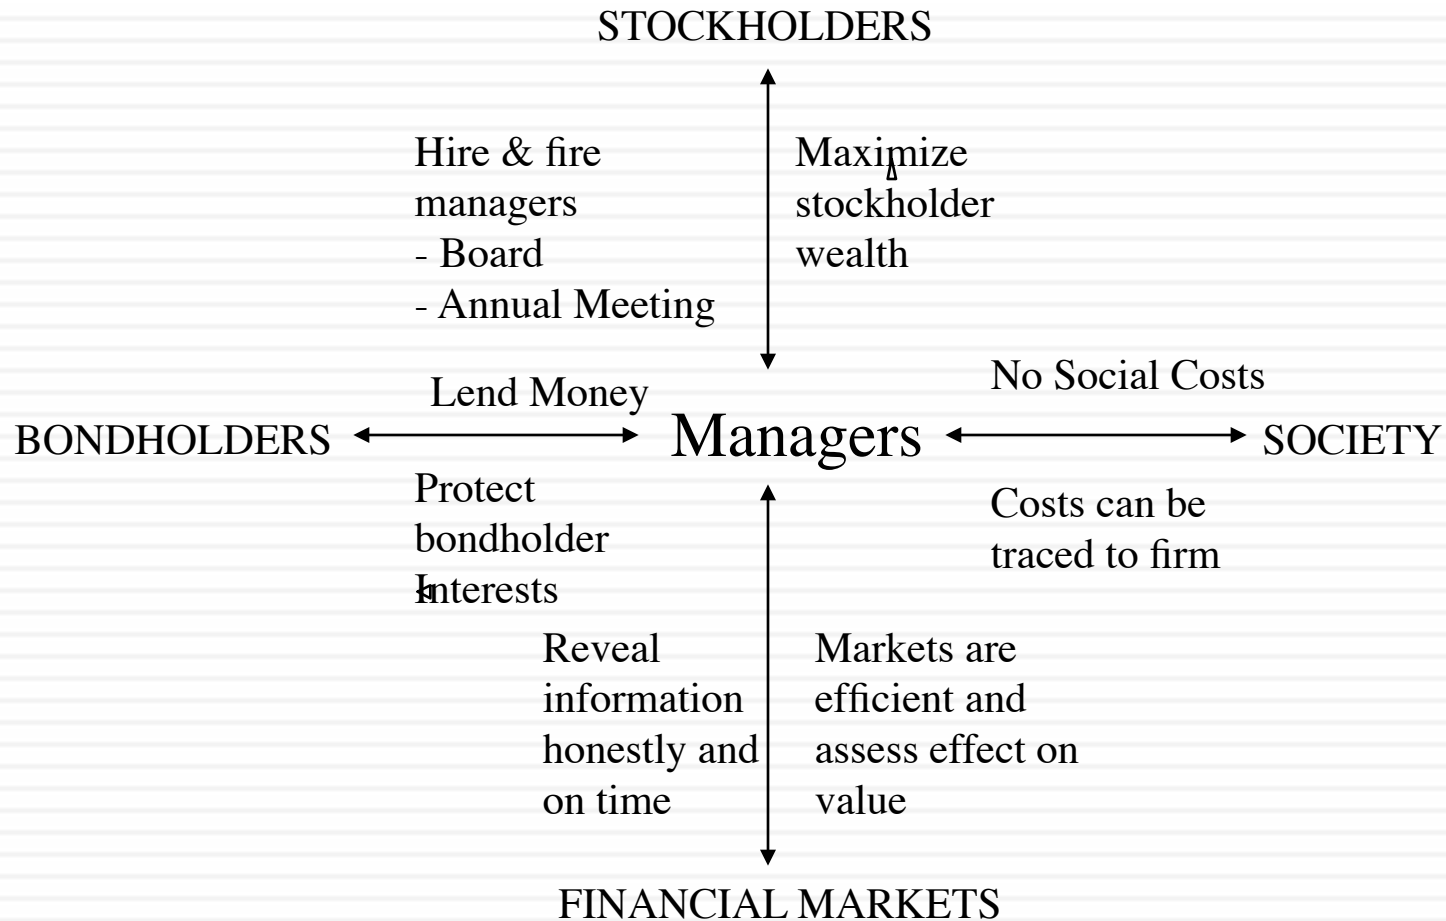 STOCKHOLDERS
Hire & fire
managers
- Board
- Annual Meeting
Maximize
stockholder
wealth
No Social Costs
Lend Money
BONDHOLDERS
Managers
SOCIETY
Protect
bondholder
Interests
Costs can be
traced to firm
Reveal
information
honestly and
on time
Markets are
efficient and
assess effect on
value
FINANCIAL MARKETS